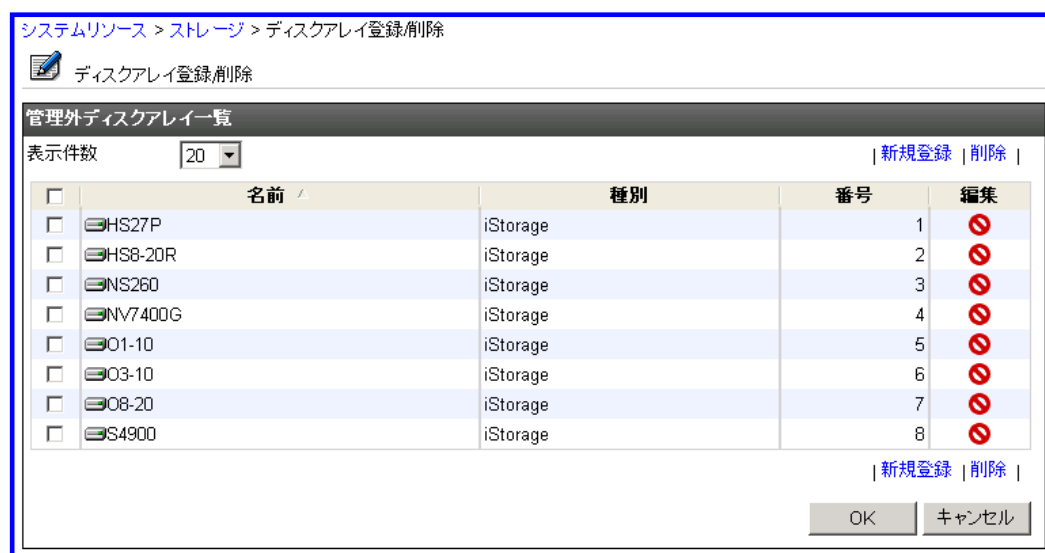 システムリソース > ストレージ > ディスクアレイ登録/削除
ディスクアレイ登録/削除
管理外ディスクアレイ一覧
表示件数 20 | 新規登録 | 削除 |
名前 種別 番号 編集
HS27P iStorage 1
HS8-20R iStorage 2
NS260 iStorage 3
NV7400G iStorage 4
O1-10 iStorage 5
O3-10 iStorage 6
O8-20 iStorage 7
S4900 iStorage 8
| 新規登録 | 削除 |
OK キャンセル